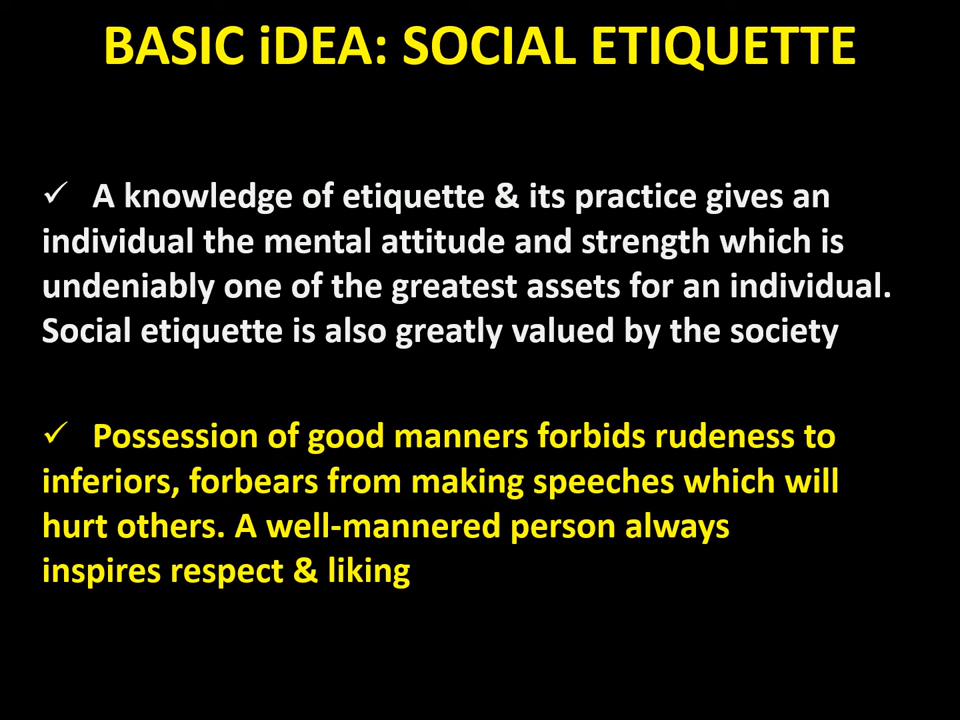 BASIC iDEA: SOCIAL ETIQUETTE
✓ A knowledge of etiquette & its practice gives an
individual the mental attitude and strength which is
undeniably one of the greatest assets for an individual.
Social etiquette is also greatly valued by the society
✓ Possession of good manners forbids rudeness to
inferiors, forbears from making speeches which will
hurt others. A well-mannered person always
inspires respect & liking